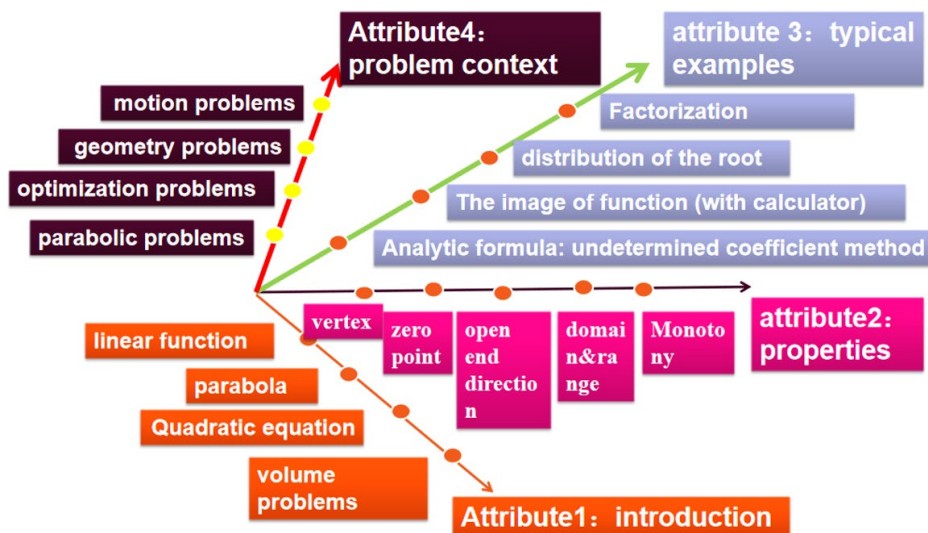 Attribute4：
problem context
attribute 3：typical
examples
motion problems
geometry problems
optimization problems
parabolic problems
Factorization
distribution of the root
The image of function (with calculator)
Analytic formula: undetermined coefficient method
vertex
zero
point
open
end
directio
n
domai
n&ra
nge
Monoto
ny
attribute2：
properties
linear function
parabola
Quadratic equation
volume
problems
Attribute1：introduction